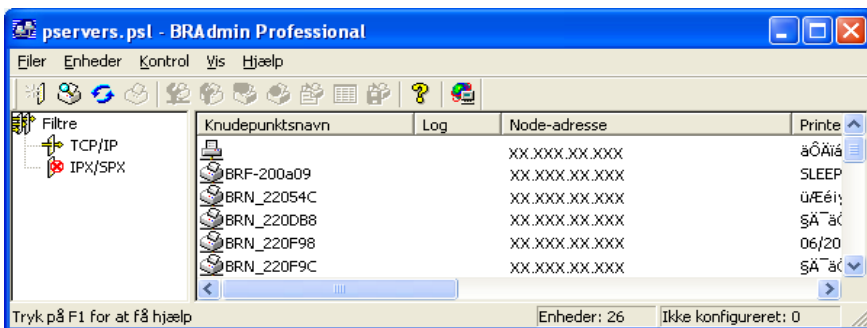 pservers.psl - BRAdmin Professional
Filer Enheder Kontrol Vis Hjælp
Filtre
TCP/IP
IPX/SPX
Knudepunktsnavn Log Node-adresse Printe
XX.XXX.XX.XXX
BRF-200a09 XX.XXX.XX.XXX SLEEP
BRN_22054C XX.XXX.XX.XXX
BRN_220DB8 XX.XXX.XX.XXX
BRN_220F98 XX.XXX.XX.XXX 06/20
BRN_220F9C XX.XXX.XX.XXX
Tryk på F1 for at få hjælp Enheder: 26 Ikke konfigureret: 0